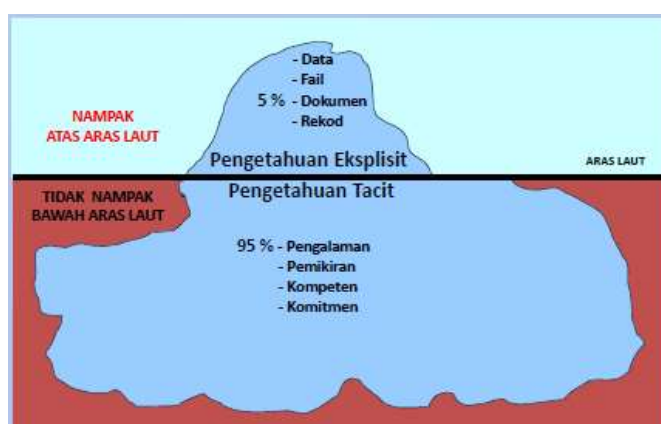 - Data
- Fail
5 % - Dokumen
- Rekod
NAMPAK
ATAS ARAS LAUT
Pengetahuan Eksplisit
ARAS LAUT
TIDAK NAMPAK
BAWAH ARAS LAUT
Pengetahuan Tacit
95 % - Pengalaman
- Pemikiran
- Kompeten
- Komitmen